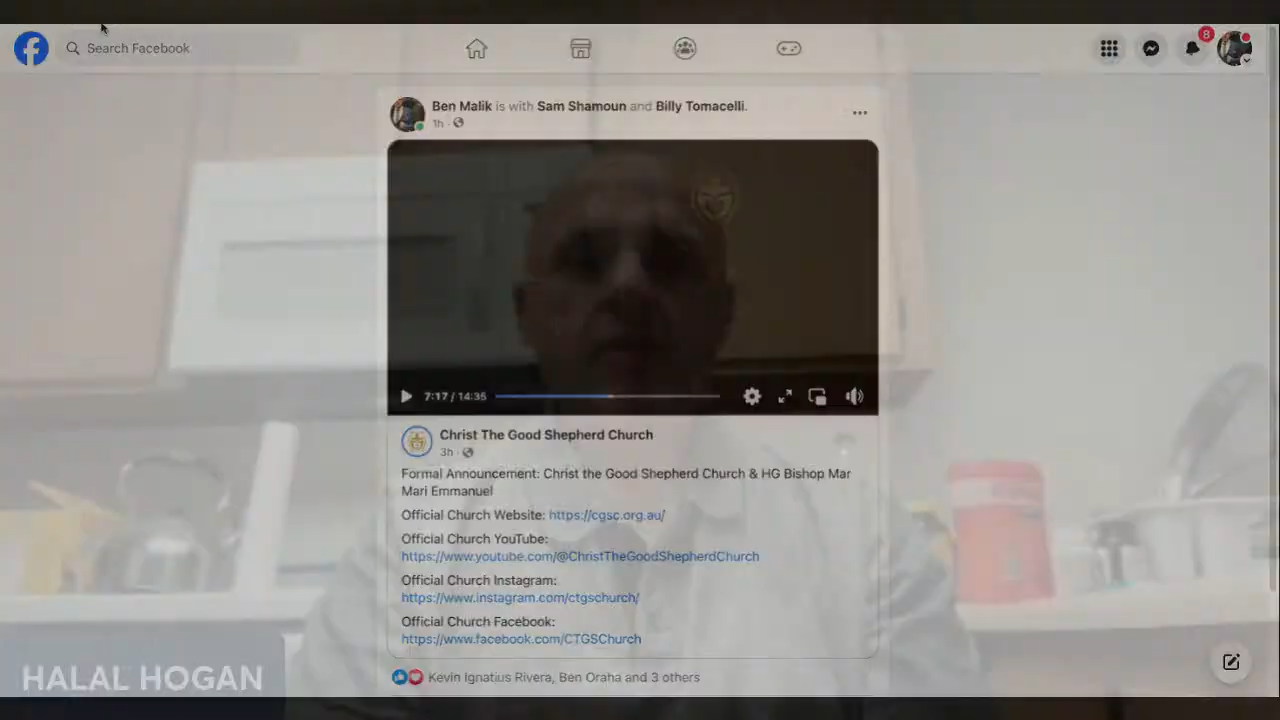 Search Facebook
8
Ben Malik is with Sam Shamoun and Billy Tomacelli.
1h ·
7:17 / 14:35
Christ The Good Shepherd Church
3h ·
Formal Announcement: Christ the Good Shepherd Church & HG Bishop Mar
Mari Emmanuel
Official Church Website: https://cgsc.org.au/
Official Church YouTube:
https://www.youtube.com/@ChristTheGoodShepherdChurch
Official Church Instagram:
https://www.instagram.com/ctgschurch/
Official Church Facebook:
https://www.facebook.com/CTGSChurch
HALAL HOGAN
Kevin Ignatius Rivera, Ben Oraha and 3 others